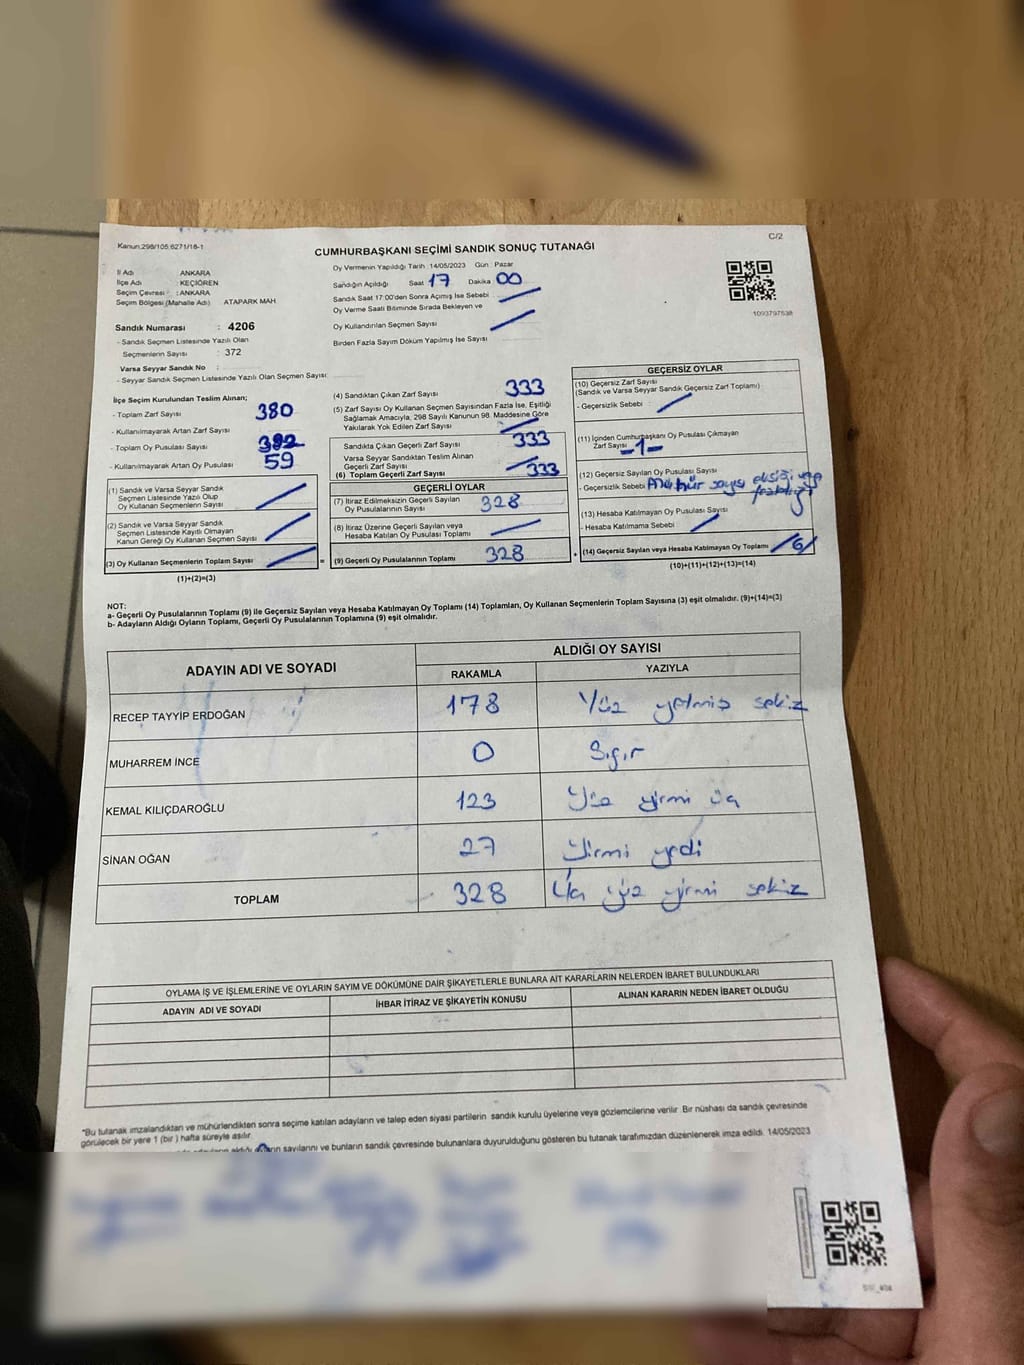 Kanun:298/105;6271/16-1
C/2
CUMHURBAŞKANI SEÇİMİ SANDIK SONUÇ TUTANAĞI
İl Adı : ANKARA
İlçe Adı : KEÇİÖREN
Seçim Çevresi : ANKARA
Seçim Bölgesi (Mahalle Adı) ATAPARK MAH.
Sandık Numarası : 4206
- Sandık Seçmen Listesinde Yazılı Olan
Seçmenlerin Sayısı : 372
Varsa Seyyar Sandık No :
- Seyyar Sandık Seçmen Listesinde Yazılı Olan Seçmen Sayısı:
Oy Vermenin Yapıldığı Tarih :14/05/2023 Gün: Pazar
Sandığın Açıldığı Saat 17 Dakika 00
Sandık Saat 17:00'den Sonra Açımış İse Sebebi
Oy Verme Saati Bitiminde Sırada Bekleyen ve
Oy Kullandırılan Seçmen Sayısı
Birden Fazla Sayım Döküm Yapılmış İse Sayısı
1093797538
İlçe Seçim Kurulundan Teslim Alınan;
- Toplam Zarf Sayısı 380
- Kullanılmayarak Artan Zarf Sayısı
- Toplam Oy Pusulası Sayısı
- Kullanılmayarak Artan Oy Pusulası 59
(1) Sandık ve Varsa Seyyar Sandık
Seçmen Listesinde Yazılı Olup
Oy Kullanan Seçmenlerin Sayısı
(2) Sandık ve Varsa Seyyar Sandık
Seçmen Listesinde Kayıtlı Olmayan
Kanun Gereği Oy Kullanan Seçmen Sayısı
(3) Oy Kullanan Seçmenlerin Toplam Sayısı
(1)+(2)=(3)
(4) Sandıktan Çıkan Zarf Sayısı 333
(5) Zarf Sayısı Oy Kullanan Seçmen Sayısından Fazla İse, Eşitliği
Sağlamak Amacıyla, 298 Sayılı Kanunun 98. Maddesine Göre
Yakılarak Yok Edilen Zarf Sayısı
Sandıkta Çıkan Geçerli Zarf Sayısı 333
Varsa Seyyar Sandıktan Teslim Alınan
Geçerli Zarf Sayısı
(6) Toplam Geçerli Zarf Sayısı 333
GEÇERLİ OYLAR
(7) İtiraz Edilmeksizin Geçerli Sayılan
Oy Pusulalarının Sayısı 328
(8) İtiraz Üzerine Geçerli Sayılan veya
Hesaba Katılan Oy Pusulası Toplamı
= (9) Geçerli Oy Pusulalarının Toplamı 328
GEÇERSİZ OYLAR
(10) Geçersiz Zarf Sayısı
(Sandık ve Varsa Seyyar Sandık Geçersiz Zarf Toplamı)
- Geçersizlik Sebebi :
(11) İçinden Cumhurbaşkanı Oy Pusulası Çıkmayan
Zarf Sayısı -1-
(12) Geçersiz Sayılan Oy Pusulası Sayısı
- Geçersizlik Sebebi Mühür sayısı eksiği veya fazlalığı
(13) Hesaba Katılmayan Oy Pusulası Sayısı
- Hesaba Katılmama Sebebi
+ (14) Geçersiz Sayılan veya Hesaba Katılmayan Oy Toplamı /6/
(10)+(11)+(12)+(13)=(14)
NOT:
a- Geçerli Oy Pusulalarının Toplamı (9) ile Geçersiz Sayılan veya Hesaba Katılmayan Oy Toplamı (14) Toplamları, Oy Kullanan Seçmenlerin Toplam Sayısına (3) eşit olmalıdır. (9)+(14)=(3)
b- Adayların Aldığı Oyların Toplamı, Geçerli Oy Pusulalarının Toplamına (9) eşit olmalıdır.
ADAYIN ADI VE SOYADI ALDIĞI OY SAYISI
RAKAMLA YAZIYLA
RECEP TAYYİP ERDOĞAN 178 Yüz yetmiş sekiz
MUHARREM İNCE 0 Sıfır
KEMAL KILIÇDAROĞLU 123 Yüz yirmi üç
SİNAN OĞAN 27 Yirmi yedi
TOPLAM 328 Üç yüz yirmi sekiz
OYLAMA İŞ VE İŞLEMLERİNE VE OYLARIN SAYIM VE DÖKÜMÜNE DAİR ŞİKAYETLERLE BUNLARA AİT KARARLARIN NELERDEN İBARET BULUNDUKLARI
ADAYIN ADI VE SOYADI İHBAR İTİRAZ VE ŞİKAYETİN KONUSU ALINAN KARARIN NEDEN İBARET OLDUĞU
*Bu tutanak imzalandıktan ve mühürlendikten sonra seçime katılan adayların ve talep eden siyasi partilerin sandık kurulu üyelerine veya gözlemcilerine verilir. Bir nüshası da sandık çevresinde
görülecek bir yere 1 (bir ) hafta süreyle asılır.
sayılarını ve bunların sandık çevresinde bulunanlara duyurulduğunu gösteren bu tutanak tarafımızdan düzenlenerek imza edildi. 14/05/2023